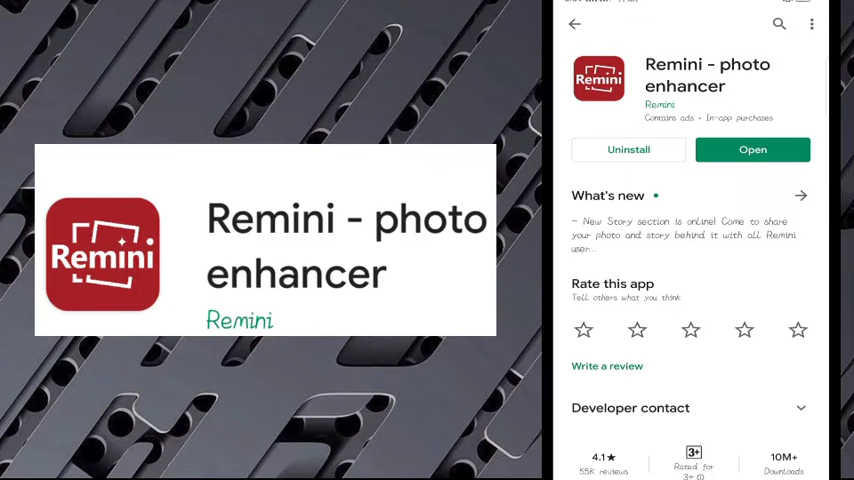 Remini
Remini - photo
enhancer
Remini
Remini
Remini - photo
enhancer
Remini
Contains ads • In-app purchases
Uninstall
Open
What's new •
- New Story section is online! Come to share
your photo and story behind it with all Remini
user..
Rate this app
Tell others what you think
Write a review
Developer contact
4.1★
55K reviews
3+
Rated for
3+
10M+
Downloads